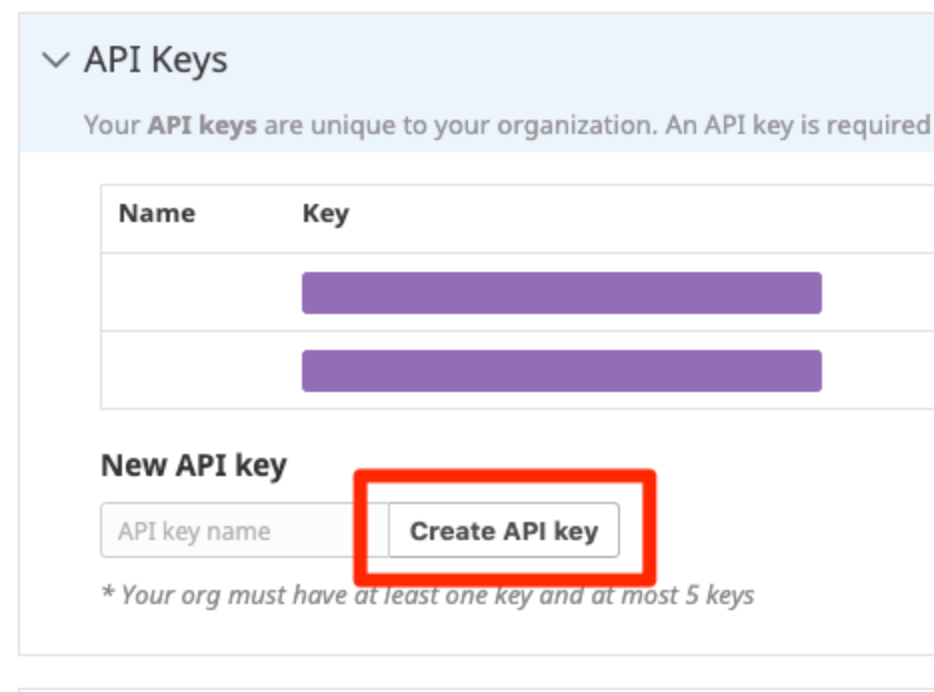 API Keys
Your API keys are unique to your organization. An API key is required
Name Key
New API key
API key name Create API key
* Your org must have at least one key and at most 5 keys